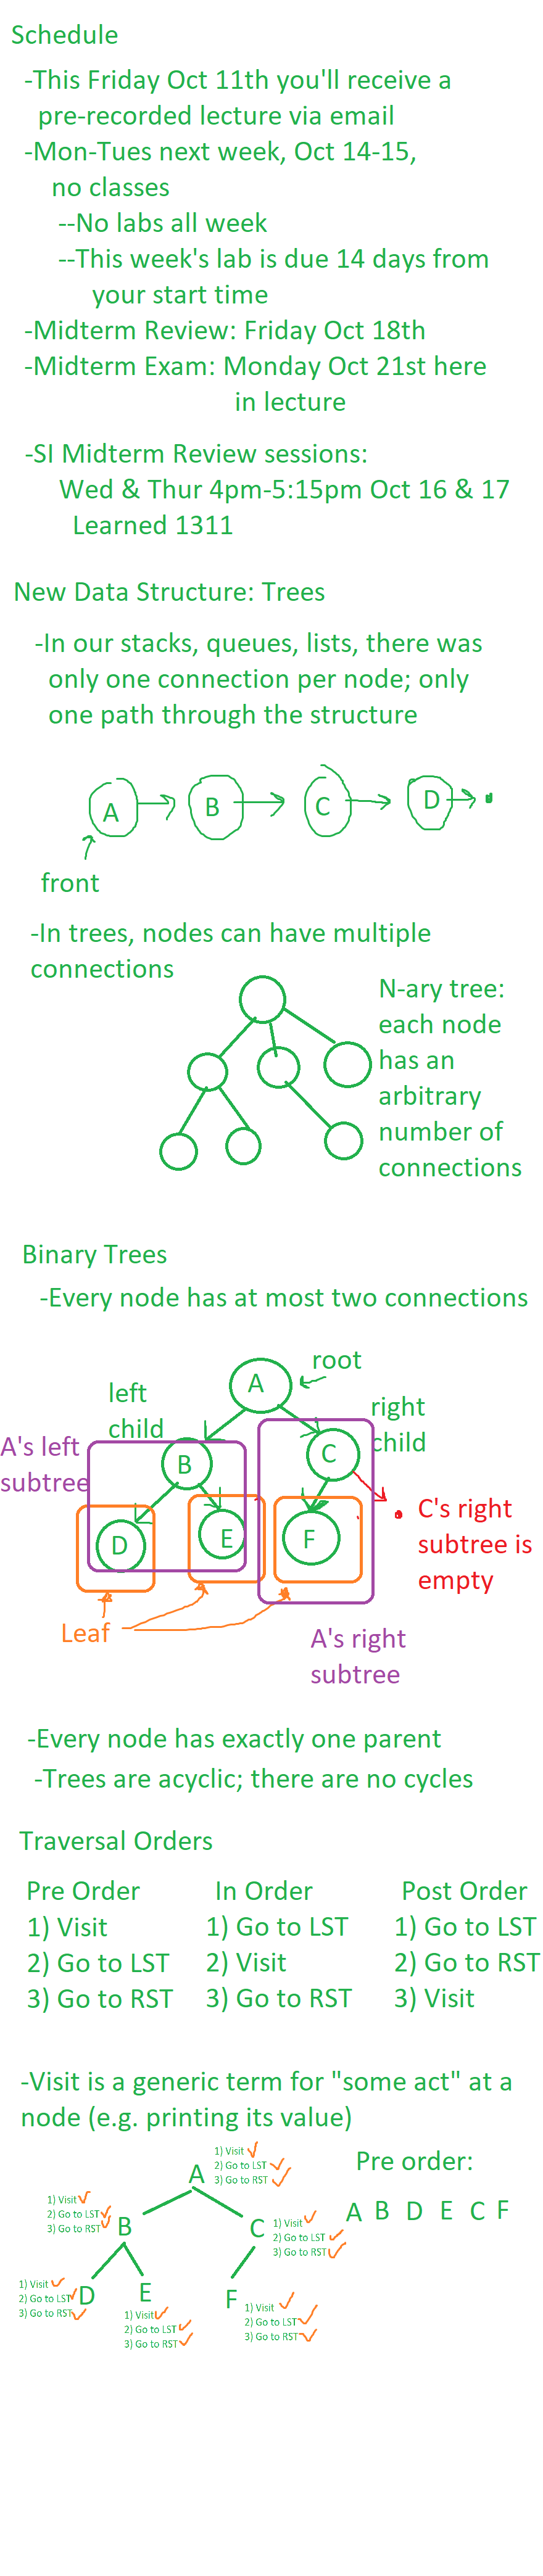 Schedule
-This Friday Oct 11th you'll receive a
pre-recorded lecture via email
-Mon-Tues next week, Oct 14-15,
no classes
--No labs all week
--This week's lab is due 14 days from
your start time
-Midterm Review: Friday Oct 18th
-Midterm Exam: Monday Oct 21st here
in lecture
-SI Midterm Review sessions:
Wed & Thur 4pm-5:15pm Oct 16 & 17
Learned 1311
New Data Structure: Trees
-In our stacks, queues, lists, there was
only one connection per node; only
one path through the structure
A B C D
front
-In trees, nodes can have multiple
connections
N-ary tree:
each node
has an
arbitrary
number of
connections
Binary Trees
-Every node has at most two connections
root
A
left
child
right
child
A's left
subtree
B
C
C's right
subtree is
empty
D
E
F
Leaf
A's right
subtree
-Every node has exactly one parent
-Trees are acyclic; there are no cycles
Traversal Orders
Pre Order
1) Visit
2) Go to LST
3) Go to RST
In Order
1) Go to LST
2) Visit
3) Go to RST
Post Order
1) Go to LST
2) Go to RST
3) Visit
-Visit is a generic term for "some act" at a
node (e.g. printing its value)
A
1) Visit
2) Go to LST
3) Go to RST
Pre order:
A B D E C F
1) Visit
2) Go to LST
3) Go to RST
B
C
1) Visit
2) Go to LST
3) Go to RST
1) Visit
2) Go to LST
3) Go to RST
D
E
1) Visit
2) Go to LST
3) Go to RST
F
1) Visit
2) Go to LST
3) Go to RST